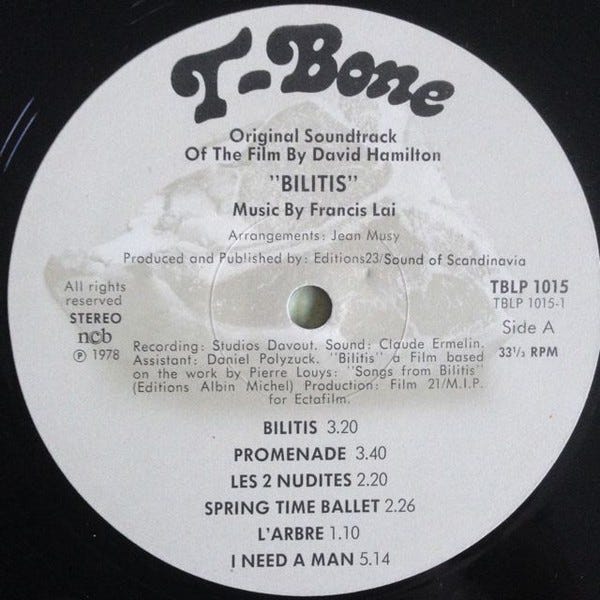 T-Bone
Original Soundtrack
Of The Film By David Hamilton
"BILITIS"
Music By Francis Lai
Arrangements: Jean Musy
Produced and Published by: Editions23/Sound of Scandinavia
All rights
reserved
STEREO
ncb
Ⓟ 1978
TBLP 1015
TBLP 1015-1
Side A
33⅓ RPM
Recording: Studios Davout. Sound: Claude Ermelin.
Assistant: Daniel Polyzuck. "Bilitis" a Film based
on the work by Pierre Louys: "Songs from Bilitis"
(Editions Albin Michel) Production: Film 21/M.I.P.
for Ectafilm.
BILITIS 3.20
PROMENADE 3.40
LES 2 NUDITES 2.20
SPRING TIME BALLET 2.26
L'ARBRE 1.10
I NEED A MAN 5.14